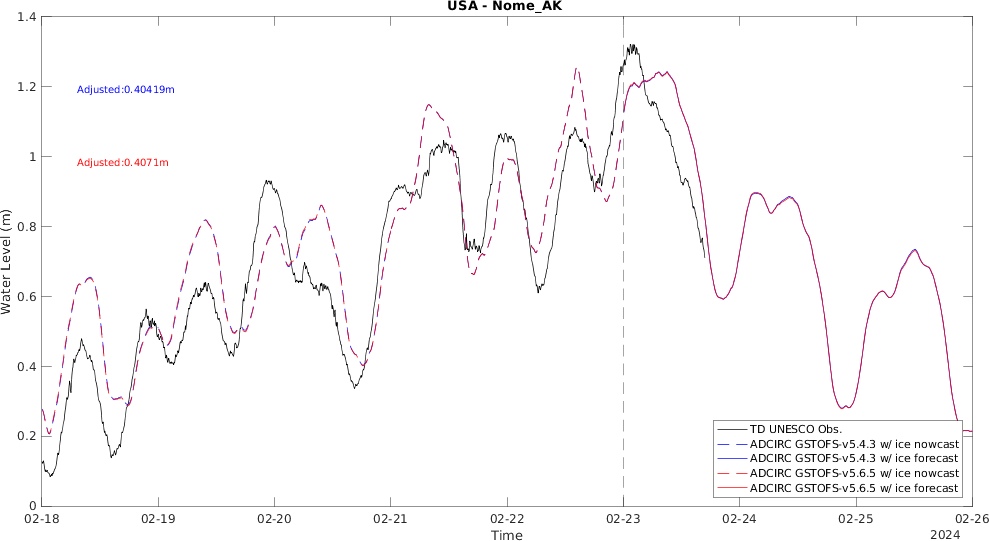 USA - Nome_AK
1.4
1.2
1
0.8
0.6
0.4
0.2
0
Water Level (m)
Adjusted:0.40419m
Adjusted:0.4071m
TD UNESCO Obs.
ADCIRC GSTOFS-v5.4.3 w/ ice nowcast
ADCIRC GSTOFS-v5.4.3 w/ ice forecast
ADCIRC GSTOFS-v5.6.5 w/ ice nowcast
ADCIRC GSTOFS-v5.6.5 w/ ice forecast
02-18 02-19 02-20 02-21 02-22 02-23 02-24 02-25 02-26
Time
2024